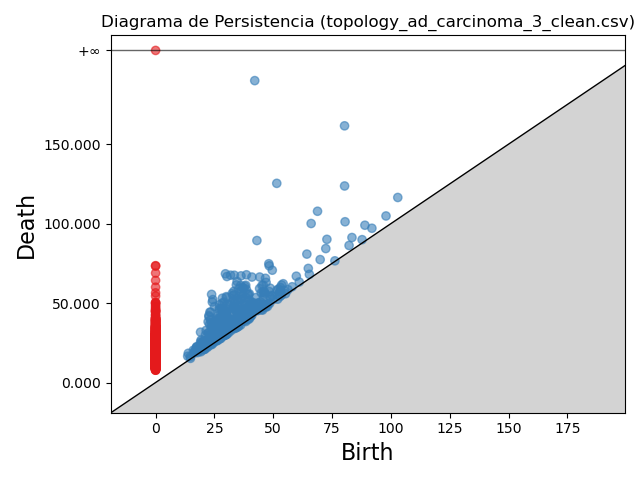 Diagrama de Persistencia (topology_ad_carcinoma_3_clean.csv)
+∞
150.000
100.000
50.000
0.000
Death
0 25 50 75 100 125 150 175
Birth